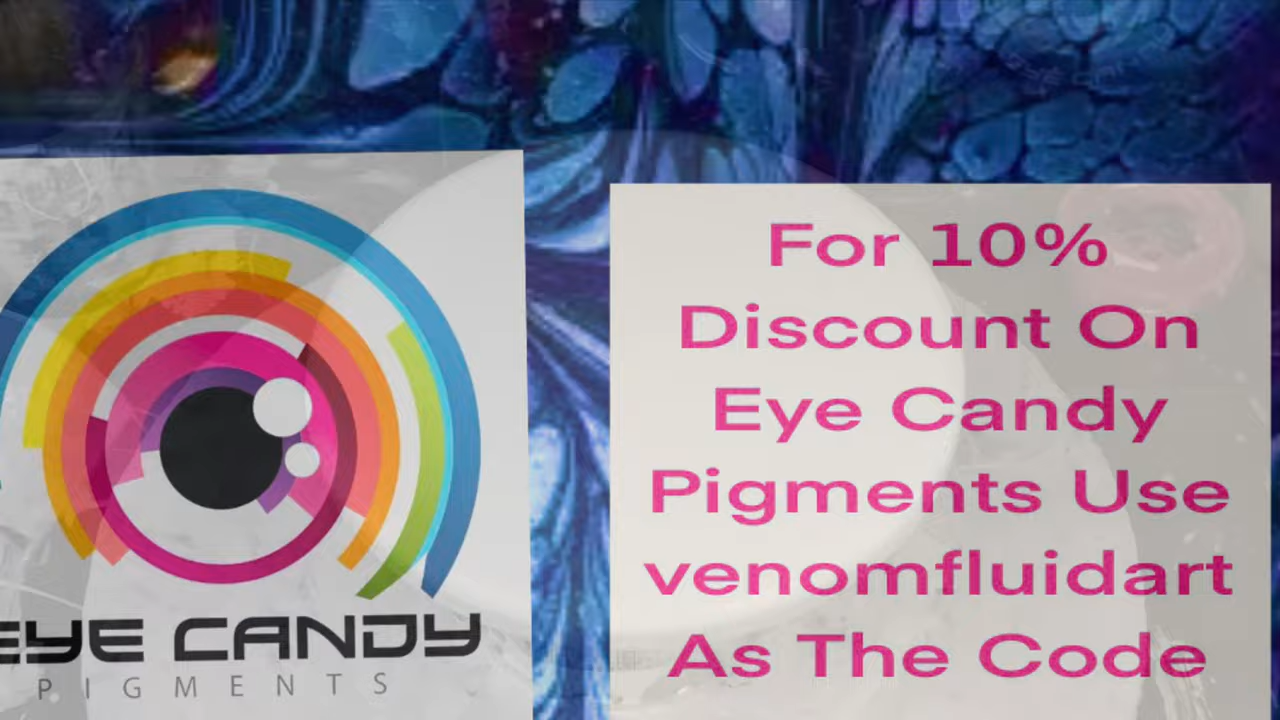 EYE CANDY
PIGMENTS
For 10%
Discount On
Eye Candy
Pigments Use
venomfluidart
As The Code